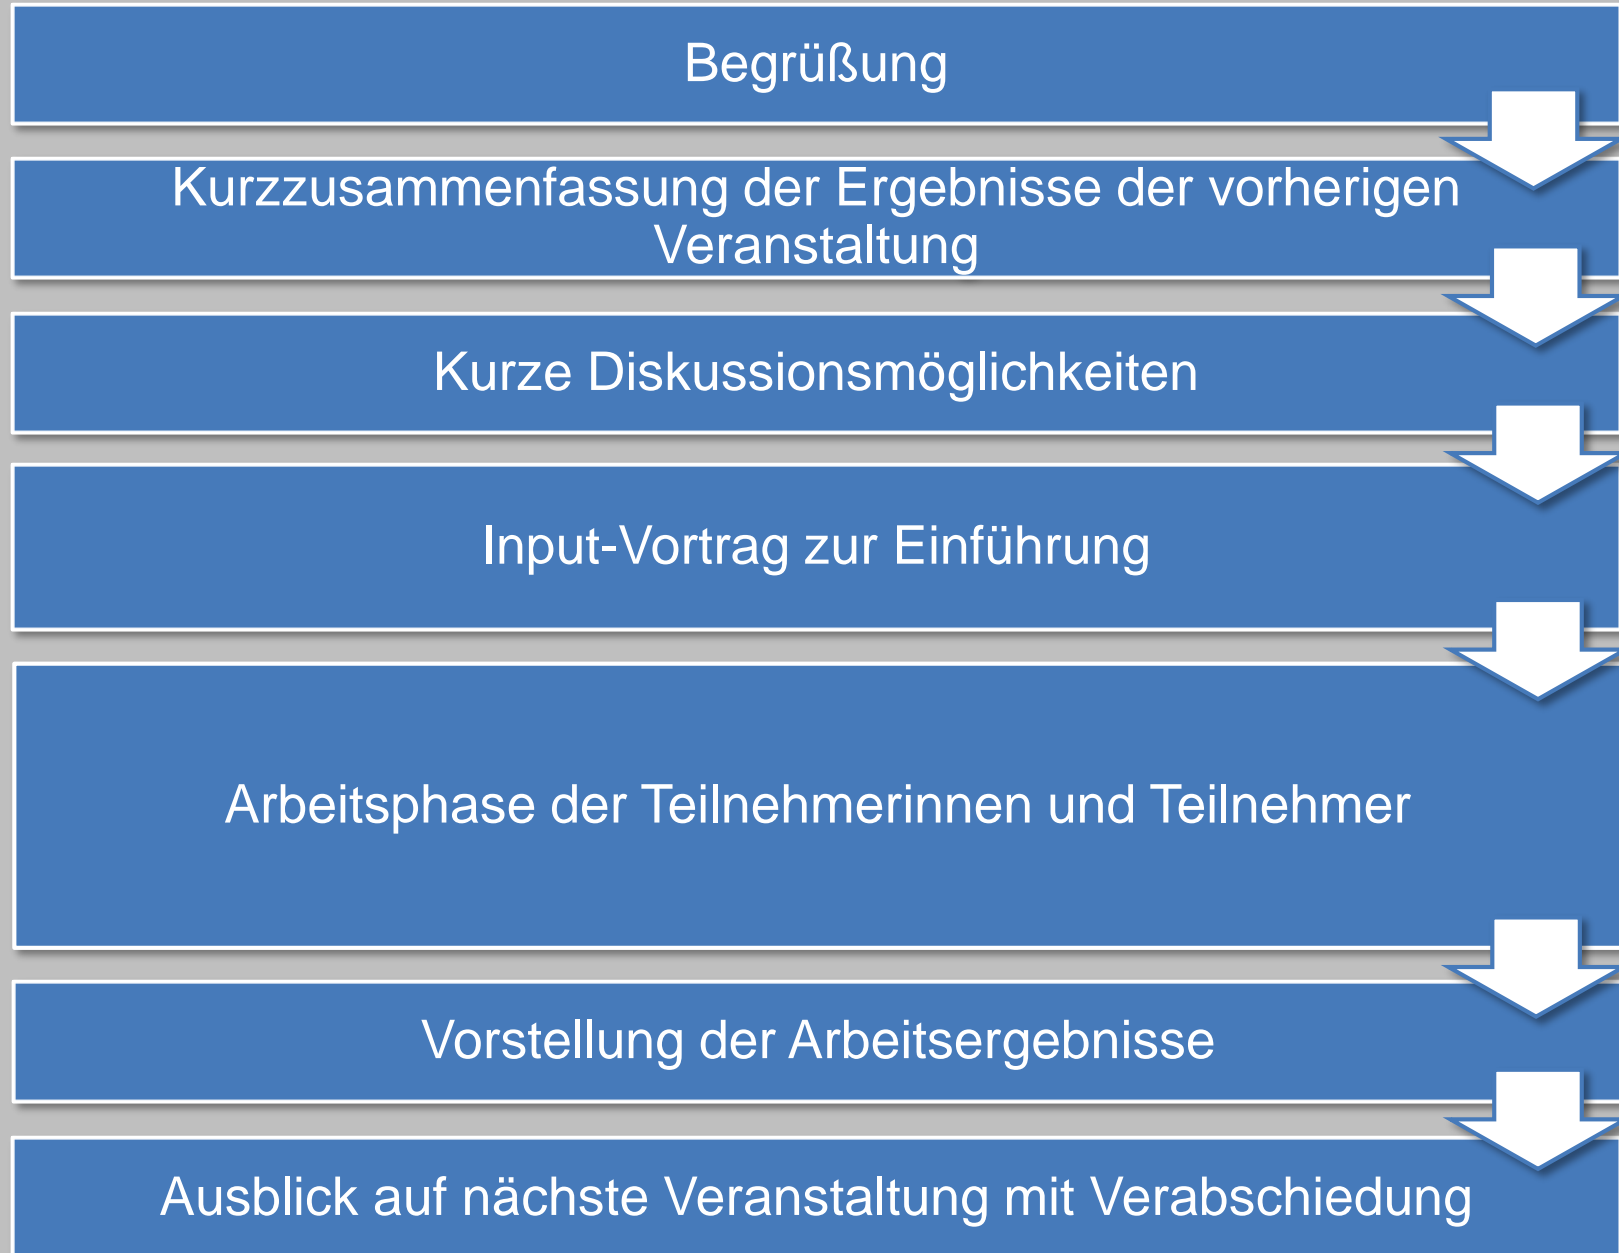 Begrüßung
Kurzzusammenfassung der Ergebnisse der vorherigen
Veranstaltung
Kurze Diskussionsmöglichkeiten
Input-Vortrag zur Einführung
Arbeitsphase der Teilnehmerinnen und Teilnehmer
Vorstellung der Arbeitsergebnisse
Ausblick auf nächste Veranstaltung mit Verabschiedung